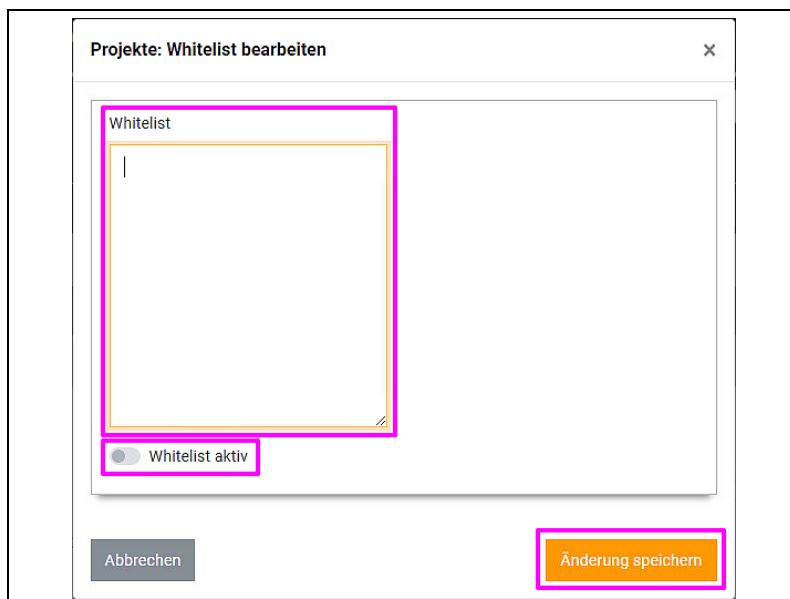 Projekte: Whitelist bearbeiten
×
Whitelist
Whitelist aktiv
Abbrechen
Änderung speichern